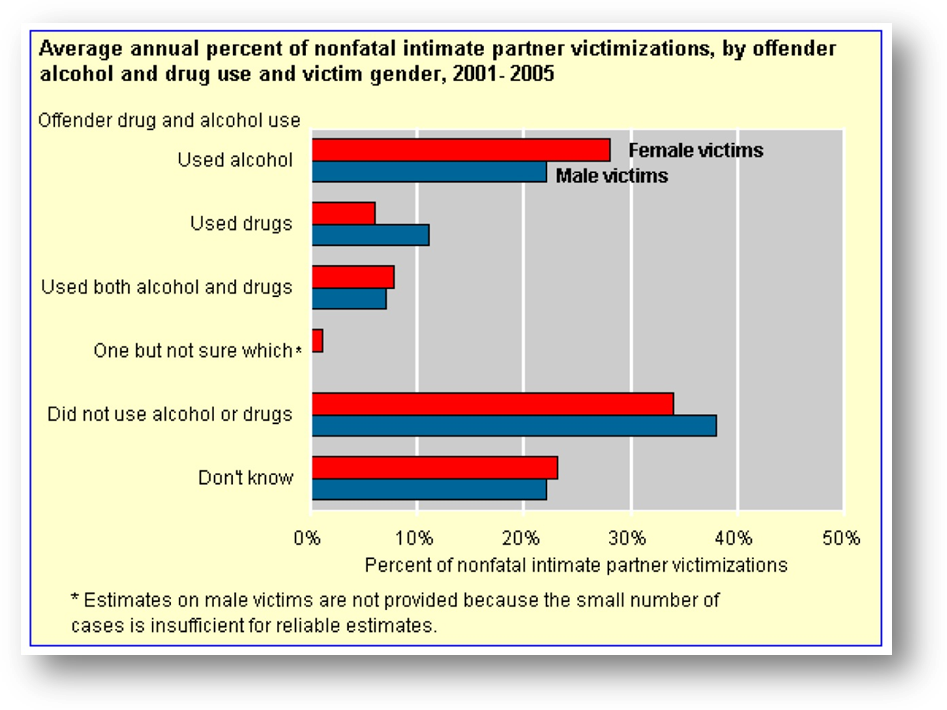 Average annual percent of nonfatal intimate partner victimizations, by offender
alcohol and drug use and victim gender, 2001- 2005
Offender drug and alcohol use
Used alcohol
Female victims
Male victims
Used drugs
Used both alcohol and drugs
One but not sure which*
Did not use alcohol or drugs
Don't know
0% 10% 20% 30% 40% 50%
Percent of nonfatal intimate partner victimizations
* Estimates on male victims are not provided because the small number of
cases is insufficient for reliable estimates.